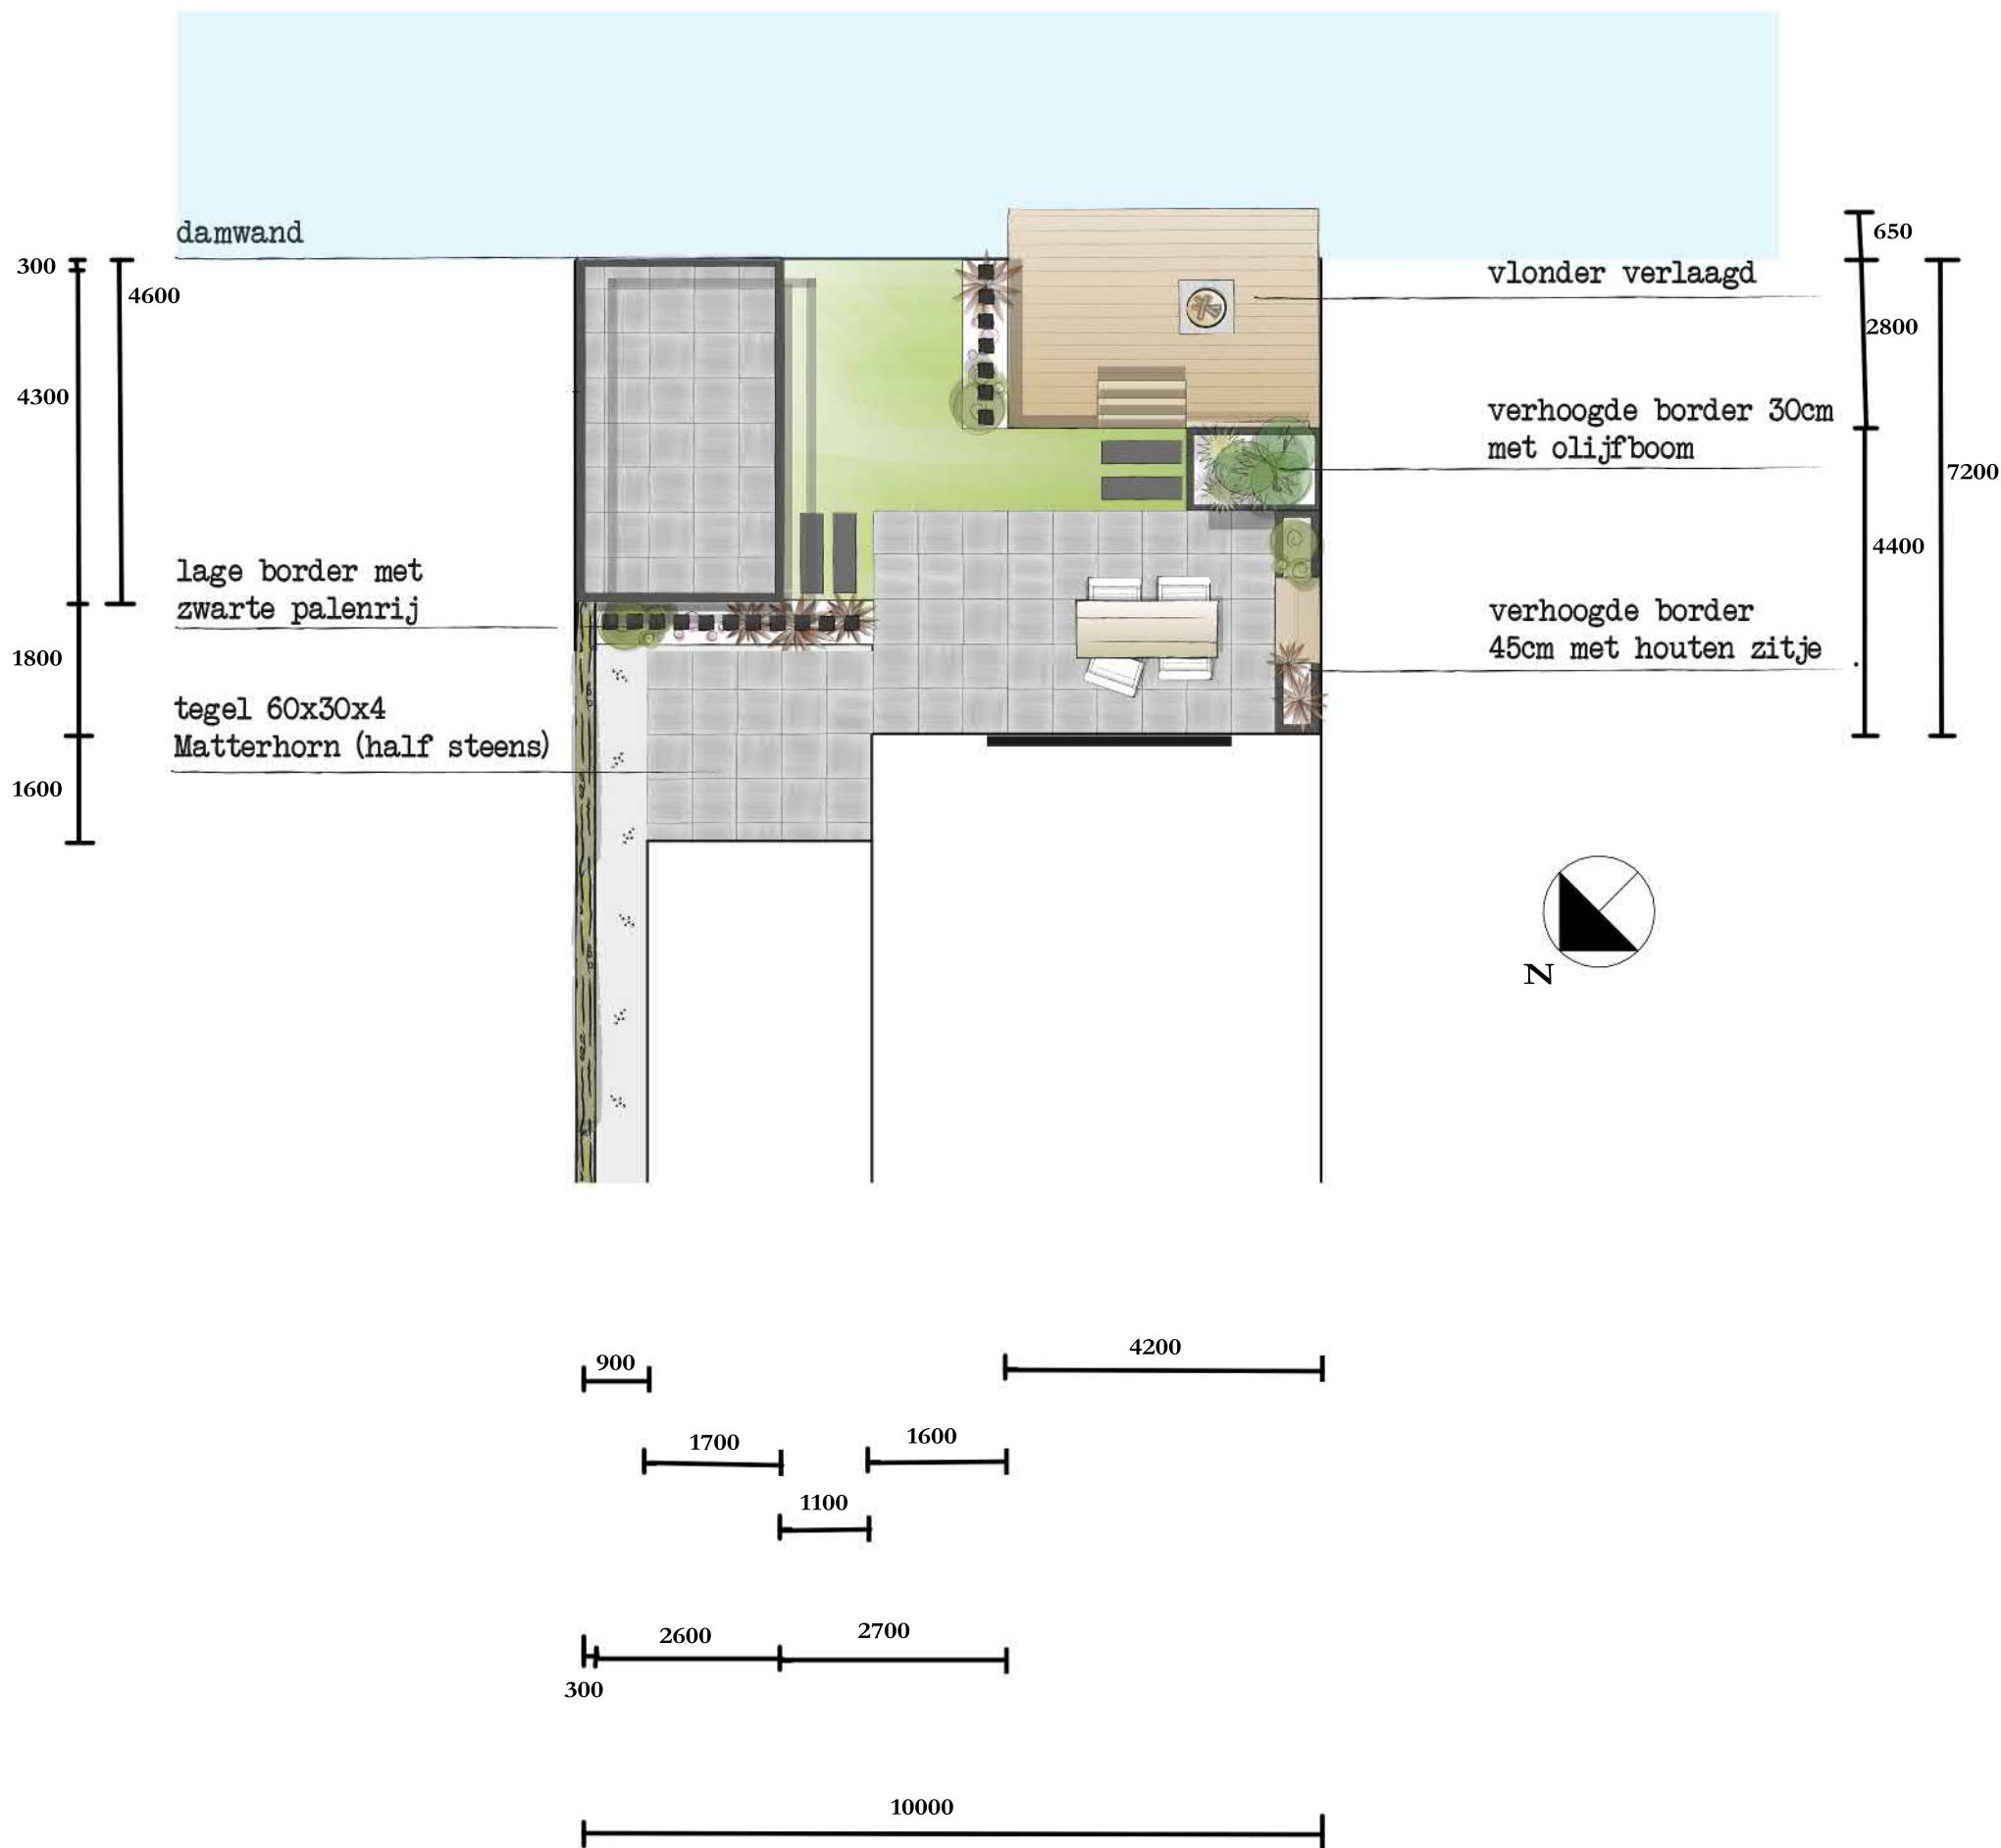 damwand
300
4600
4300
lage border met
zwarte palenrij
1800
tegel 60x30x4
Matterhorn (half steens)
1600
650
vlonder verlaagd
2800
verhoogde border 30cm
met olijfboom
7200
4400
verhoogde border
45cm met houten zitje
N
900
4200
1700
1600
1100
2600
2700
300
10000